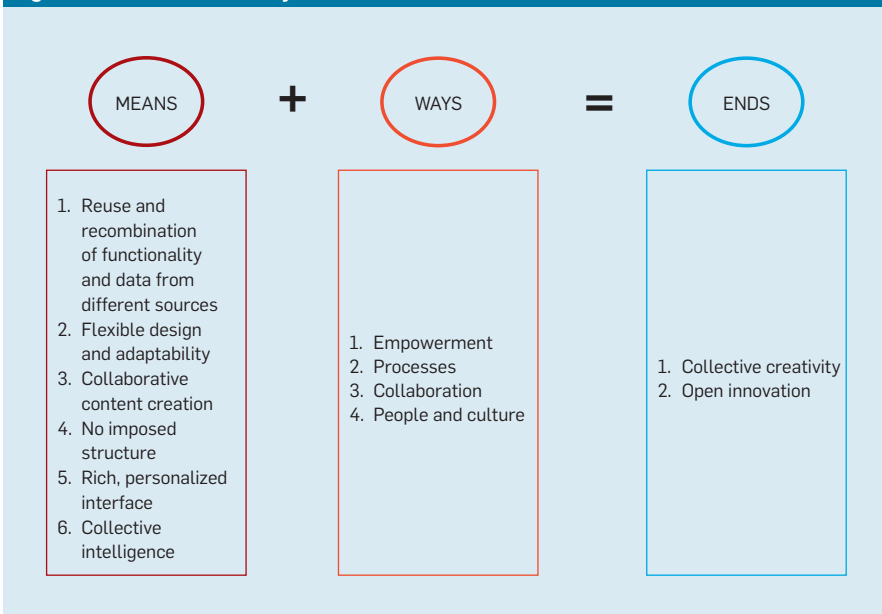 MEANS + WAYS = ENDS
1. Reuse and
recombination
of functionality
and data from
different sources
2. Flexible design
and adaptability
3. Collaborative
content creation
4. No imposed
structure
5. Rich, personalized
interface
6. Collective
intelligence
1. Empowerment
2. Processes
3. Collaboration
4. People and culture
1. Collective creativity
2. Open innovation